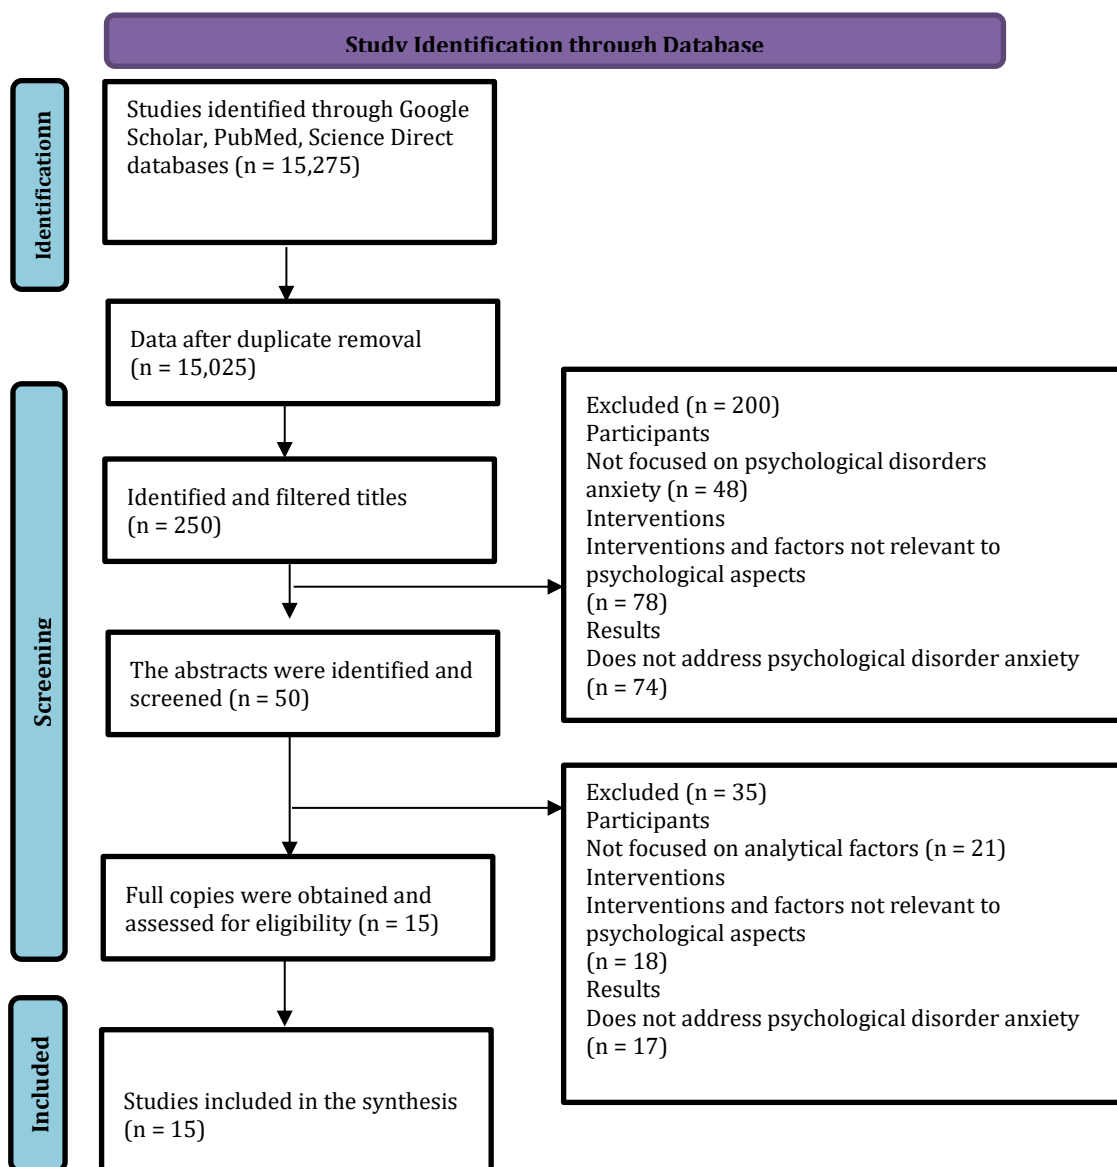 Study Identification through Database
Identificationn
Studies identified through Google
Scholar, PubMed, Science Direct
databases (n = 15,275)
Data after duplicate removal
(n = 15,025)
Screening
Identified and filtered titles
(n = 250)
Excluded (n = 200)
Participants
Not focused on psychological disorders
anxiety (n = 48)
Interventions
Interventions and factors not relevant to
psychological aspects
(n = 78)
Results
Does not address psychological disorder anxiety
(n = 74)
The abstracts were identified and
screened (n = 50)
Excluded (n = 35)
Participants
Not focused on analytical factors (n = 21)
Interventions
Interventions and factors not relevant to
psychological aspects
(n = 18)
Results
Does not address psychological disorder anxiety
(n = 17)
Full copies were obtained and
assessed for eligibility (n = 15)
Included
Studies included in the synthesis
(n = 15)